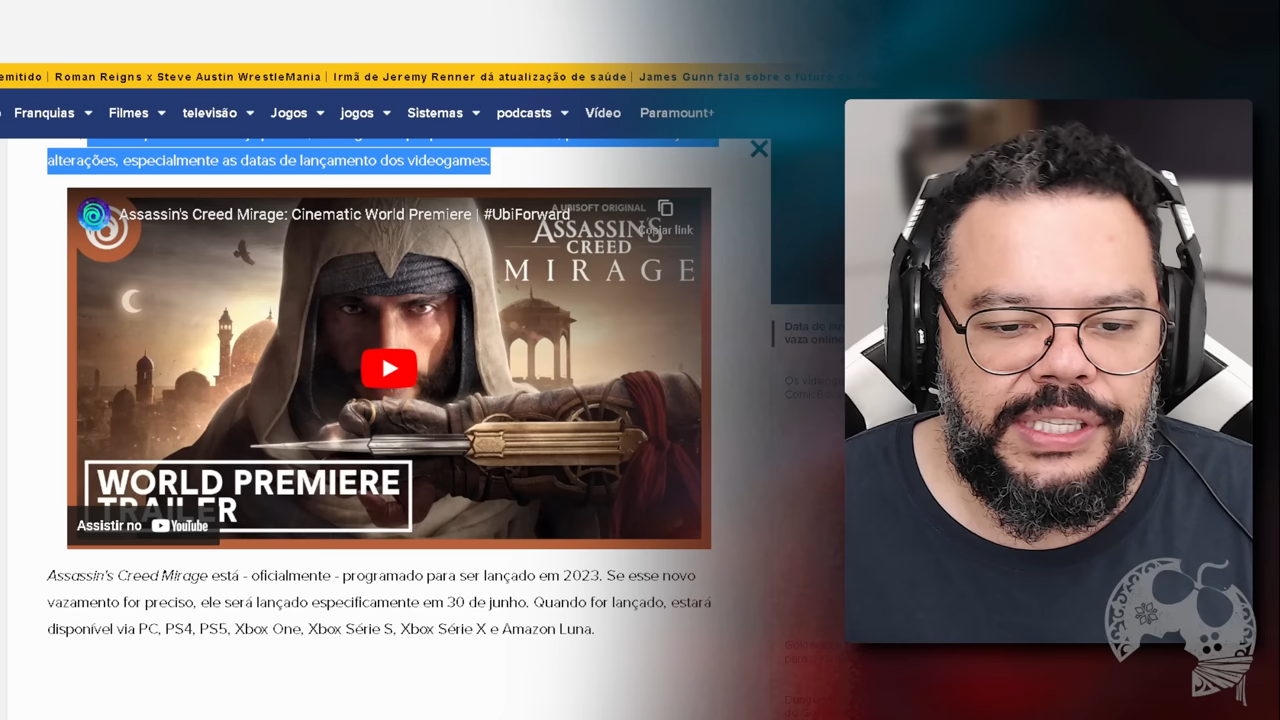 emitido | Roman Reigns x Steve Austin WrestleMania | Irmã de Jeremy Renner dá atualização de saúde | James Gunn fala sobre o futuro
Franquias Filmes televisão Jogos jogos Sistemas podcasts Vídeo Paramount+
alterações, especialmente as datas de lançamento dos videogames.
Assassin's Creed Mirage: Cinematic World Premiere | #UbiForward
A UBISOFT ORIGINAL
Copiar link
ASSASSIN'S
CREED
MIRAGE
WORLD PREMIERE
TRAILER
Assistir no YouTube
Assassin's Creed Mirage está - oficialmente - programado para ser lançado em 2023. Se esse novo
vazamento for preciso, ele será lançado especificamente em 30 de junho. Quando for lançado, estará
disponível via PC, PS4, PS5, Xbox One, Xbox Série S, Xbox Série X e Amazon Luna.
Data de
vaza online
Os